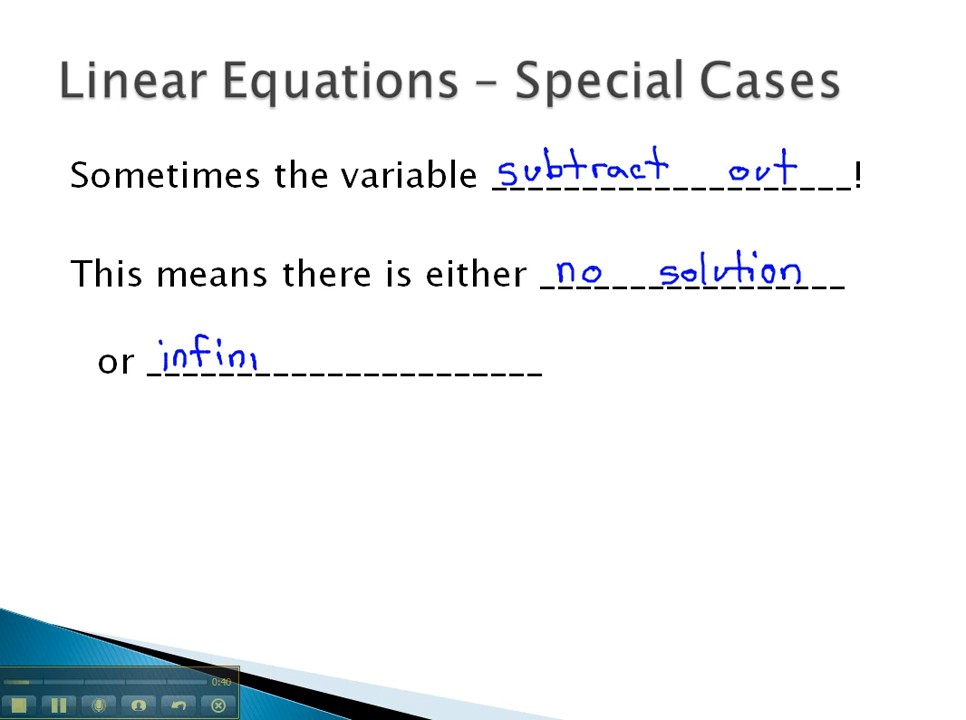 Linear Equations – Special Cases
Sometimes the variable subtract out!
This means there is either no solution
or infini
0:40